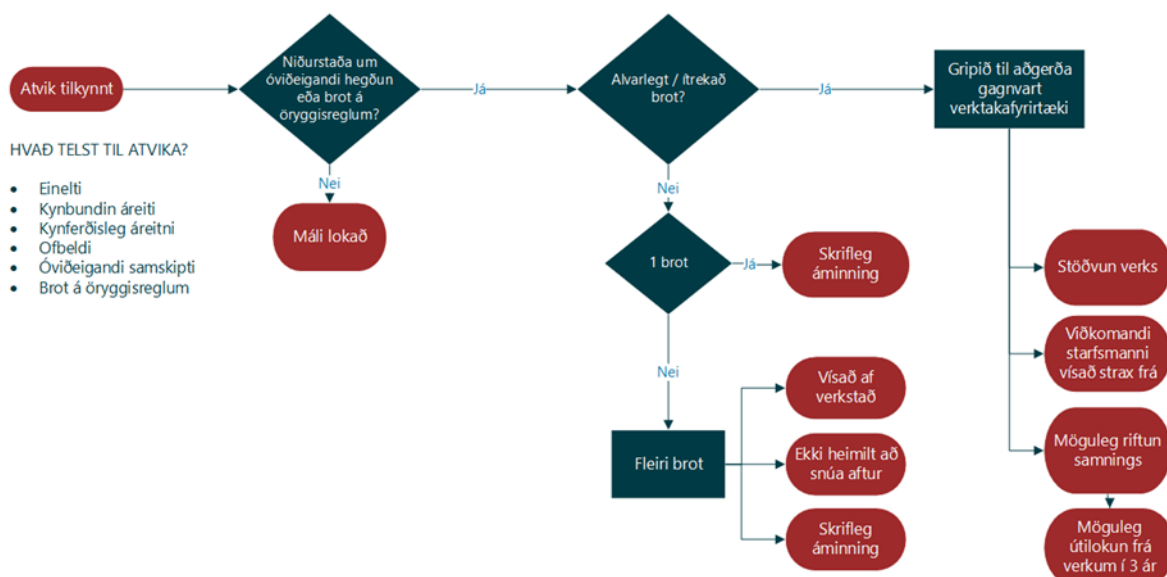 Atvik tilkynnt
Niðurstaða um
óviðeigandi hegðun
eða brot á
öryggisreglum?
Já
Alvarlegt / ítrekað
brot?
Já
Gripið til aðgerða
gagnvart
verktakafyrirtæki
HVAÐ TELST TIL ATVIKA?
• Einelti
• Kynbundin áreiti
• Kynferðisleg áreitni
• Ofbeldi
• Óviðeigandi samskipti
• Brot á öryggisreglum
Nei
Máli lokað
Nei
1 brot
Já
Skrifleg
áminning
Nei
Fleiri brot
Vísað af
verkstað
Ekki heimilt að
snúa aftur
Skrifleg
áminning
Stöðvun verks
Viðkomandi
starfsmanni
vísað strax frá
Möguleg riftun
samnings
Möguleg
útilokun frá
verkum í 3 ár